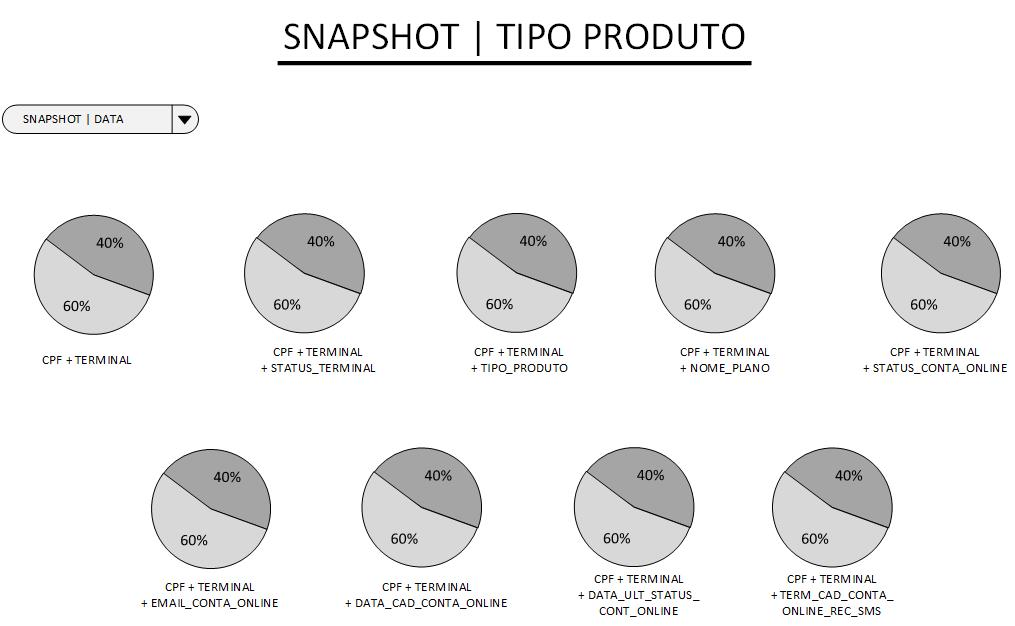 SNAPSHOT | TIPO PRODUTO
SNAPSHOT | DATA
40%
60%
CPF + TERMINAL
40%
60%
CPF + TERMINAL
+ STATUS_TERMINAL
40%
60%
CPF + TERMINAL
+ TIPO_PRODUTO
40%
60%
CPF + TERMINAL
+ NOME_PLANO
40%
60%
CPF + TERMINAL
+ STATUS_CONTA_ONLINE
40%
60%
CPF + TERMINAL
+ EMAIL_CONTA_ONLINE
40%
60%
CPF + TERMINAL
+ DATA_CAD_CONTA_ONLINE
40%
60%
CPF + TERMINAL
+ DATA_ULT_STATUS_
CONT_ONLINE
40%
60%
CPF + TERMINAL
+ TERM_CAD_CONTA_
ONLINE_REC_SMS